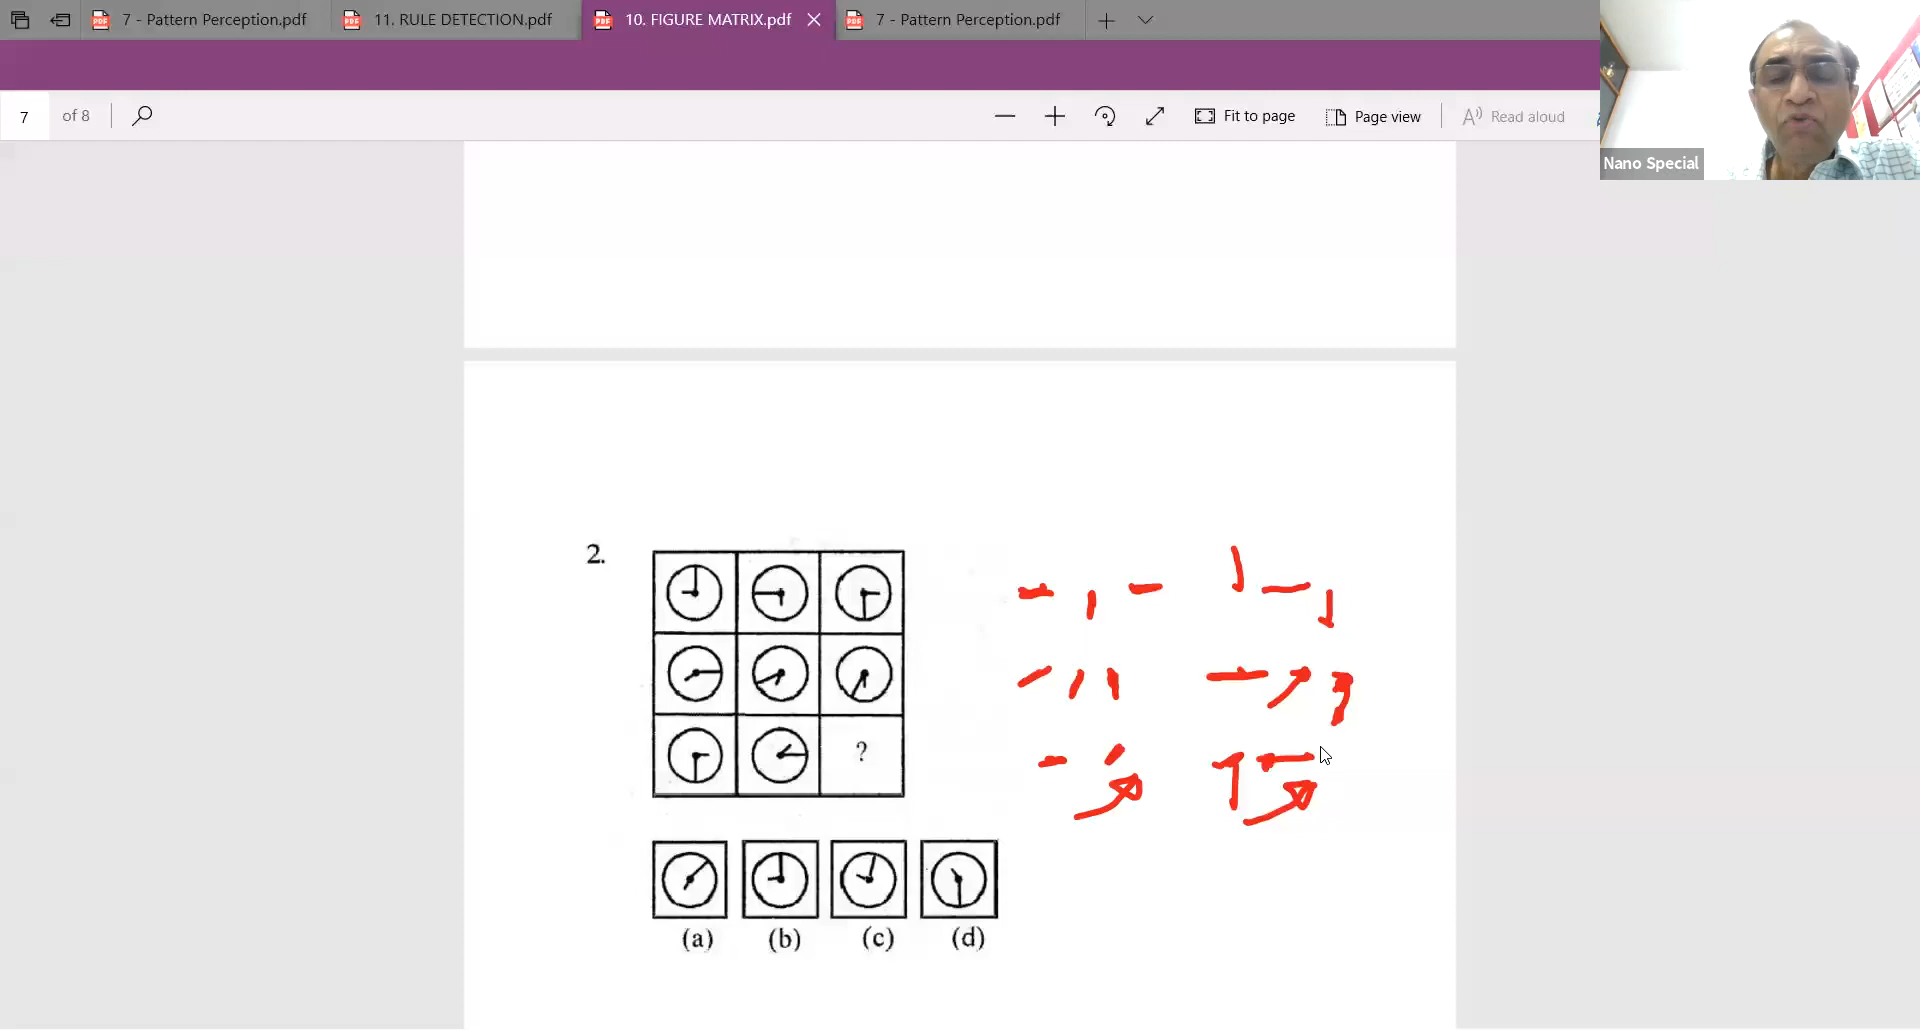 7 - Pattern Perception.pdf
11. RULE DETECTION.pdf
10. FIGURE MATRIX.pdf
7 - Pattern Perception.pdf
7 of 8
Fit to page
Page view
Read aloud
Nano Special
2.
?
(a) (b) (c) (d)